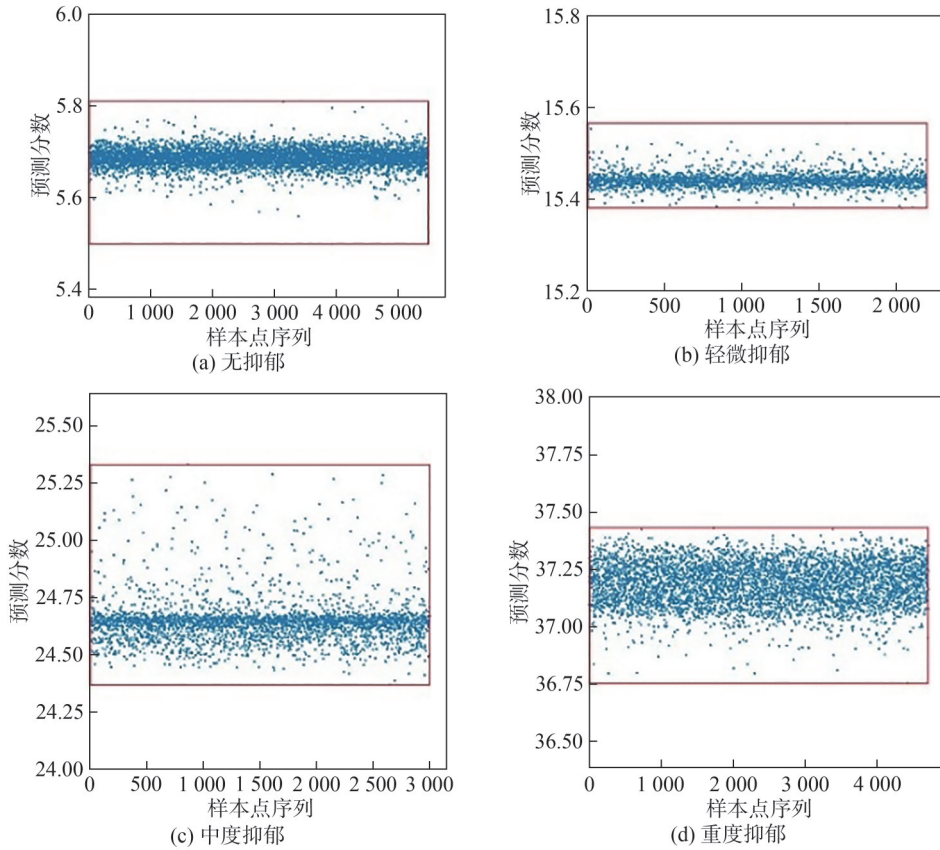 6.0
5.8
5.6
5.4
预测分数
0 1 000 2 000 3 000 4 000 5 000
样本点序列
(a) 无抑郁
15.8
15.6
15.4
15.2
预测分数
0 500 1 000 1 500 2 000
样本点序列
(b) 轻微抑郁
25.50
25.25
25.00
24.75
24.50
24.25
24.00
预测分数
0 500 1 000 1 500 2 000 2 500 3 000
样本点序列
(c) 中度抑郁
38.00
37.75
37.50
37.25
37.00
36.75
36.50
预测分数
0 1 000 2 000 3 000 4 000
样本点序列
(d) 重度抑郁